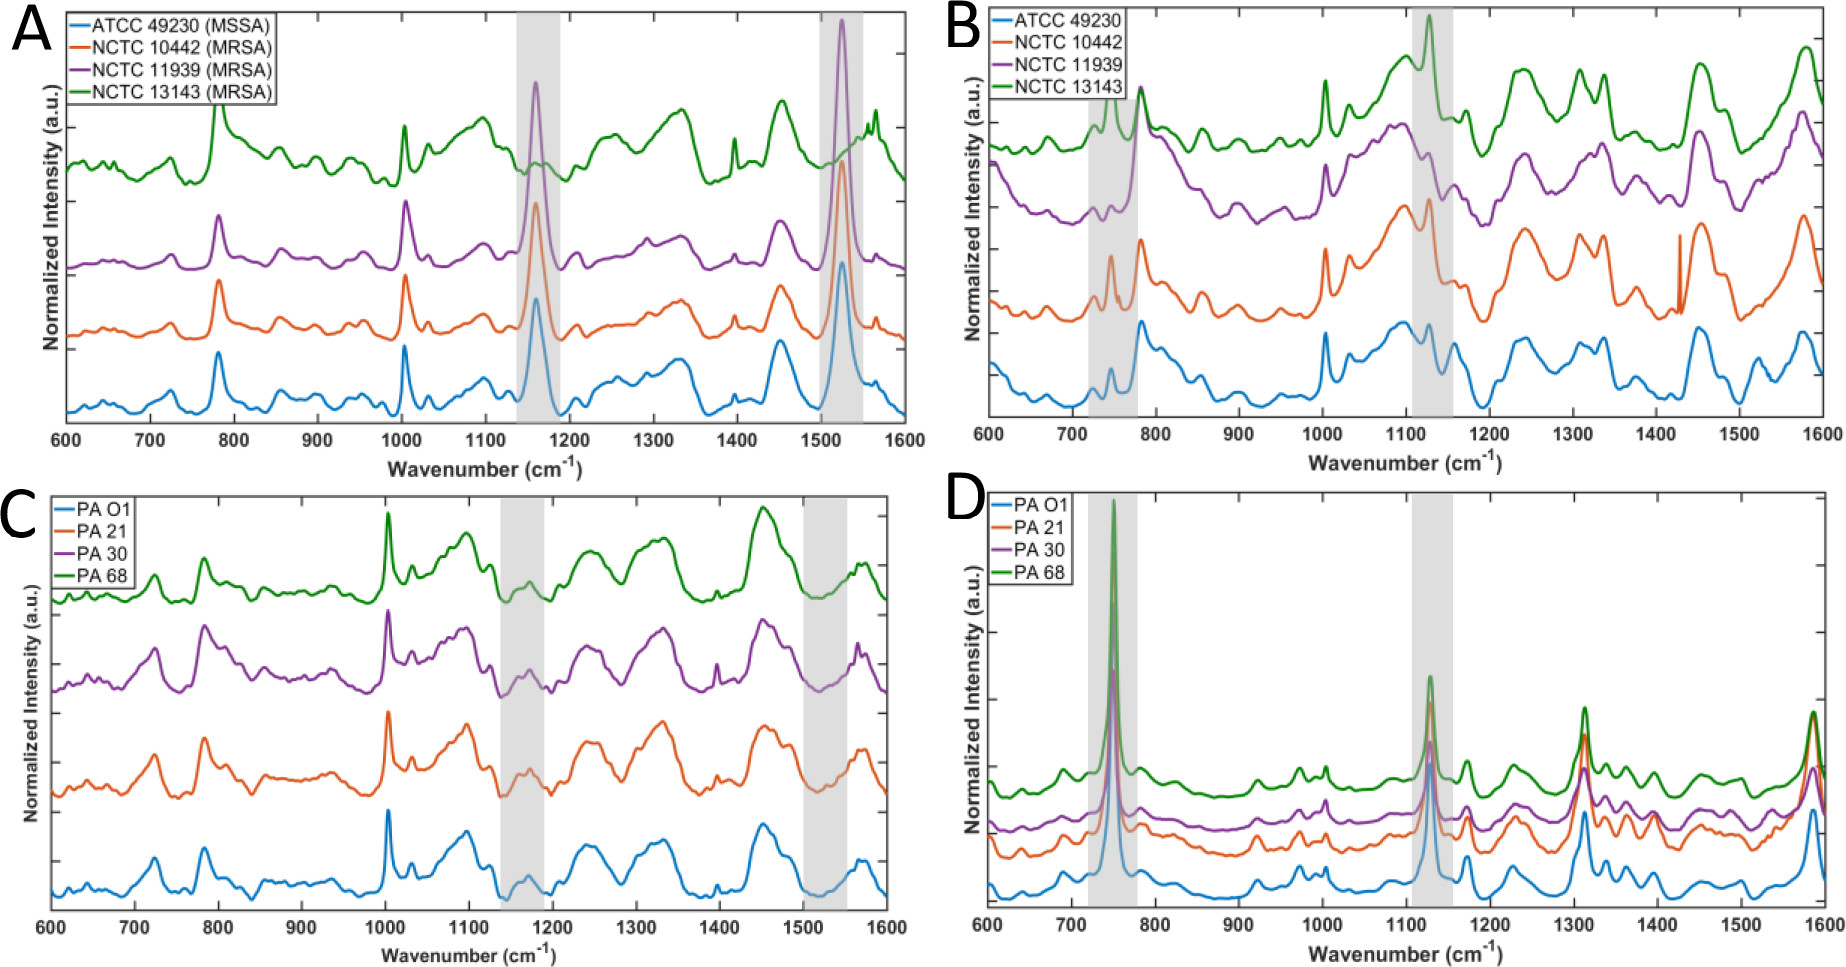 A
ATCC 49230 (MSSA)
NCTC 10442 (MRSA)
NCTC 11939 (MRSA)
NCTC 13143 (MRSA)
Normalized Intensity (a.u.)
600 700 800 900 1000 1100 1200 1300 1400 1500 1600
Wavenumber (cm⁻¹)
B
ATCC 49230
NCTC 10442
NCTC 11939
NCTC 13143
Normalized Intensity (a.u.)
600 700 800 900 1000 1100 1200 1300 1400 1500 1600
Wavenumber (cm⁻¹)
C
PA O1
PA 21
PA 30
PA 68
Normalized Intensity (a.u.)
600 700 800 900 1000 1100 1200 1300 1400 1500 1600
Wavenumber (cm⁻¹)
D
PA O1
PA 21
PA 30
PA 68
Normalized Intensity (a.u.)
600 700 800 900 1000 1100 1200 1300 1400 1500 1600
Wavenumber (cm⁻¹)